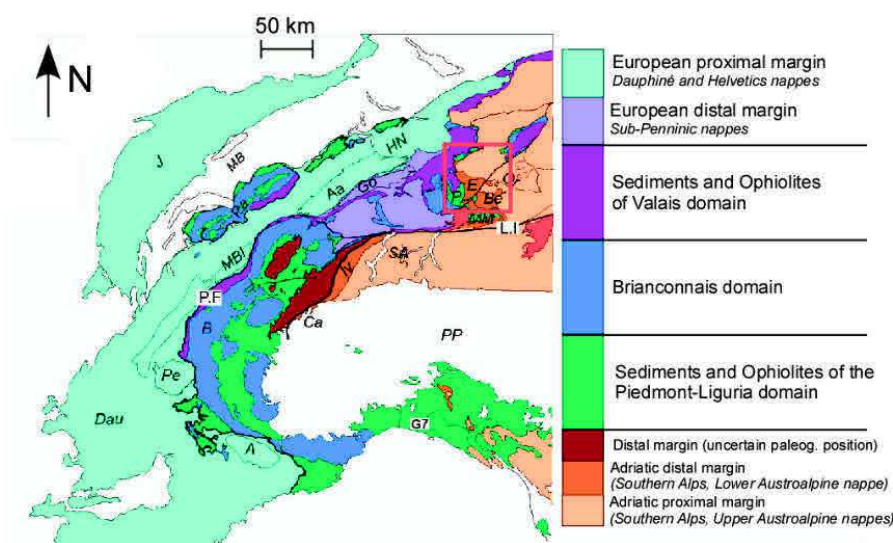 50 km
N
European proximal margin
Dauphiné and Helvetics nappes
European distal margin
Sub-Penninic nappes
Sediments and Ophiolites
of Valais domain
Brianconnais domain
Sediments and Ophiolites of the
Piedmont-Liguria domain
Distal margin (uncertain paleog. position)
Adriatic distal margin
(Southern Alps, Lower Austroalpine nappe)
Adriatic proximal margin
(Southern Alps, Upper Austroalpine nappes)
J
MB
HN
Aa
Go
E
Be
L.I
MBl
SA
Iv
P.F
B
Ca
PP
Pe
Dau
G7
A